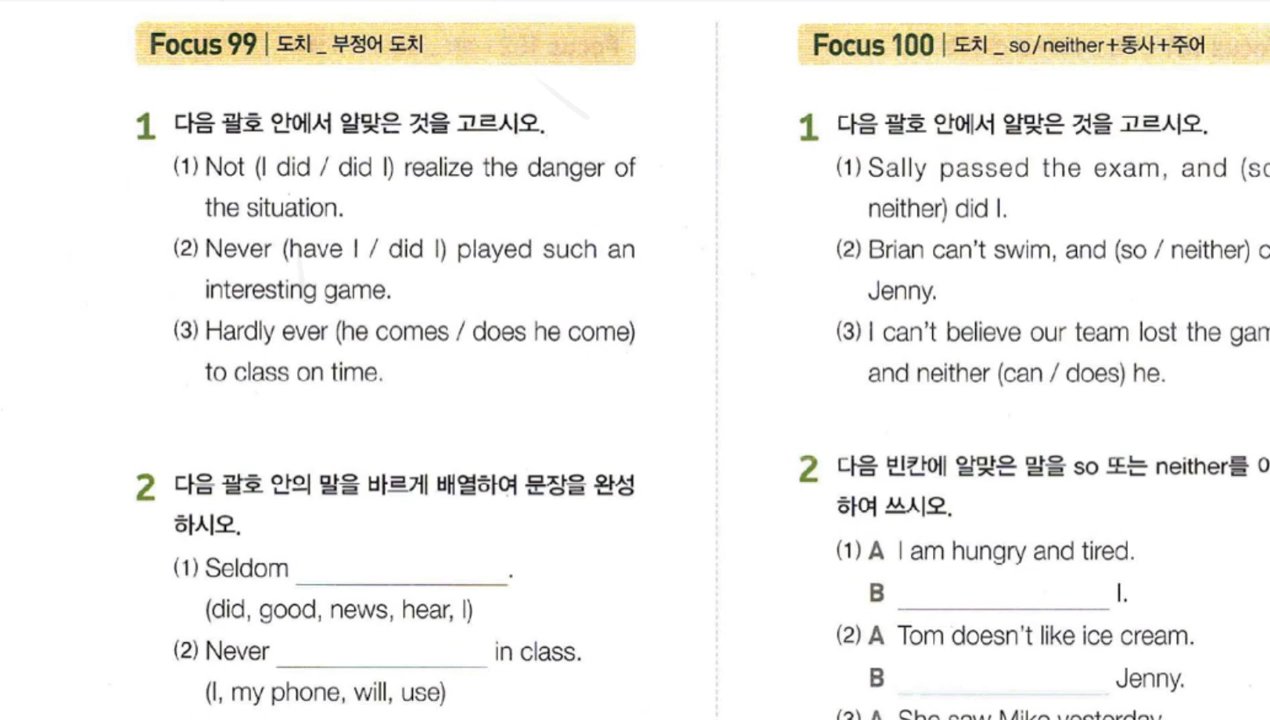 Focus 99 | 도치 _ 부정어 도치
1 다음 괄호 안에서 알맞은 것을 고르시오.
(1) Not (I did / did I) realize the danger of
the situation.
(2) Never (have I / did I) played such an
interesting game.
(3) Hardly ever (he comes / does he come)
to class on time.
2 다음 괄호 안의 말을 바르게 배열하여 문장을 완성
하시오.
(1) Seldom ____________.
(did, good, news, hear, I)
(2) Never ____________ in class.
(I, my phone, will, use)
Focus 100 | 도치 _ so/neither+동사+주어
1 다음 괄호 안에서 알맞은 것을 고르시오.
(1) Sally passed the exam, and
neither) did I.
(2) Brian can't swim, and (so / neither)
Jenny.
(3) I can't believe our team lost the
and neither (can / does) he.
2 다음 빈칸에 알맞은 말을 so 또는 neither를
하여 쓰시오.
(1) A I am hungry and tired.
B ____________ I.
(2) A Tom doesn't like ice cream.
B ____________ Jenny.
(3) A She saw Mike yesterday.